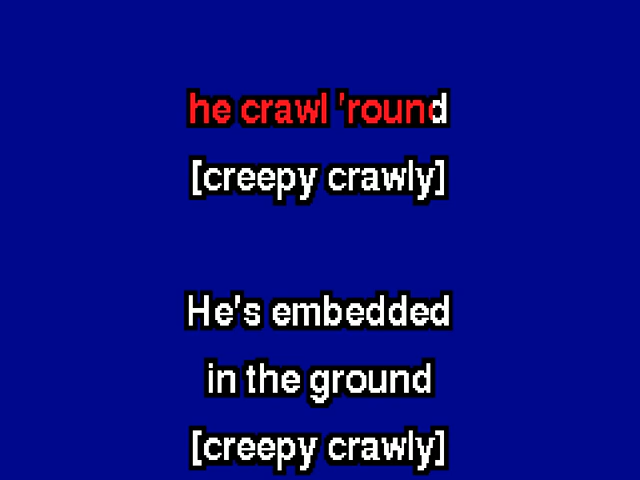 he crawl 'round
[creepy crawly]
He's embedded
in the ground
[creepy crawly]